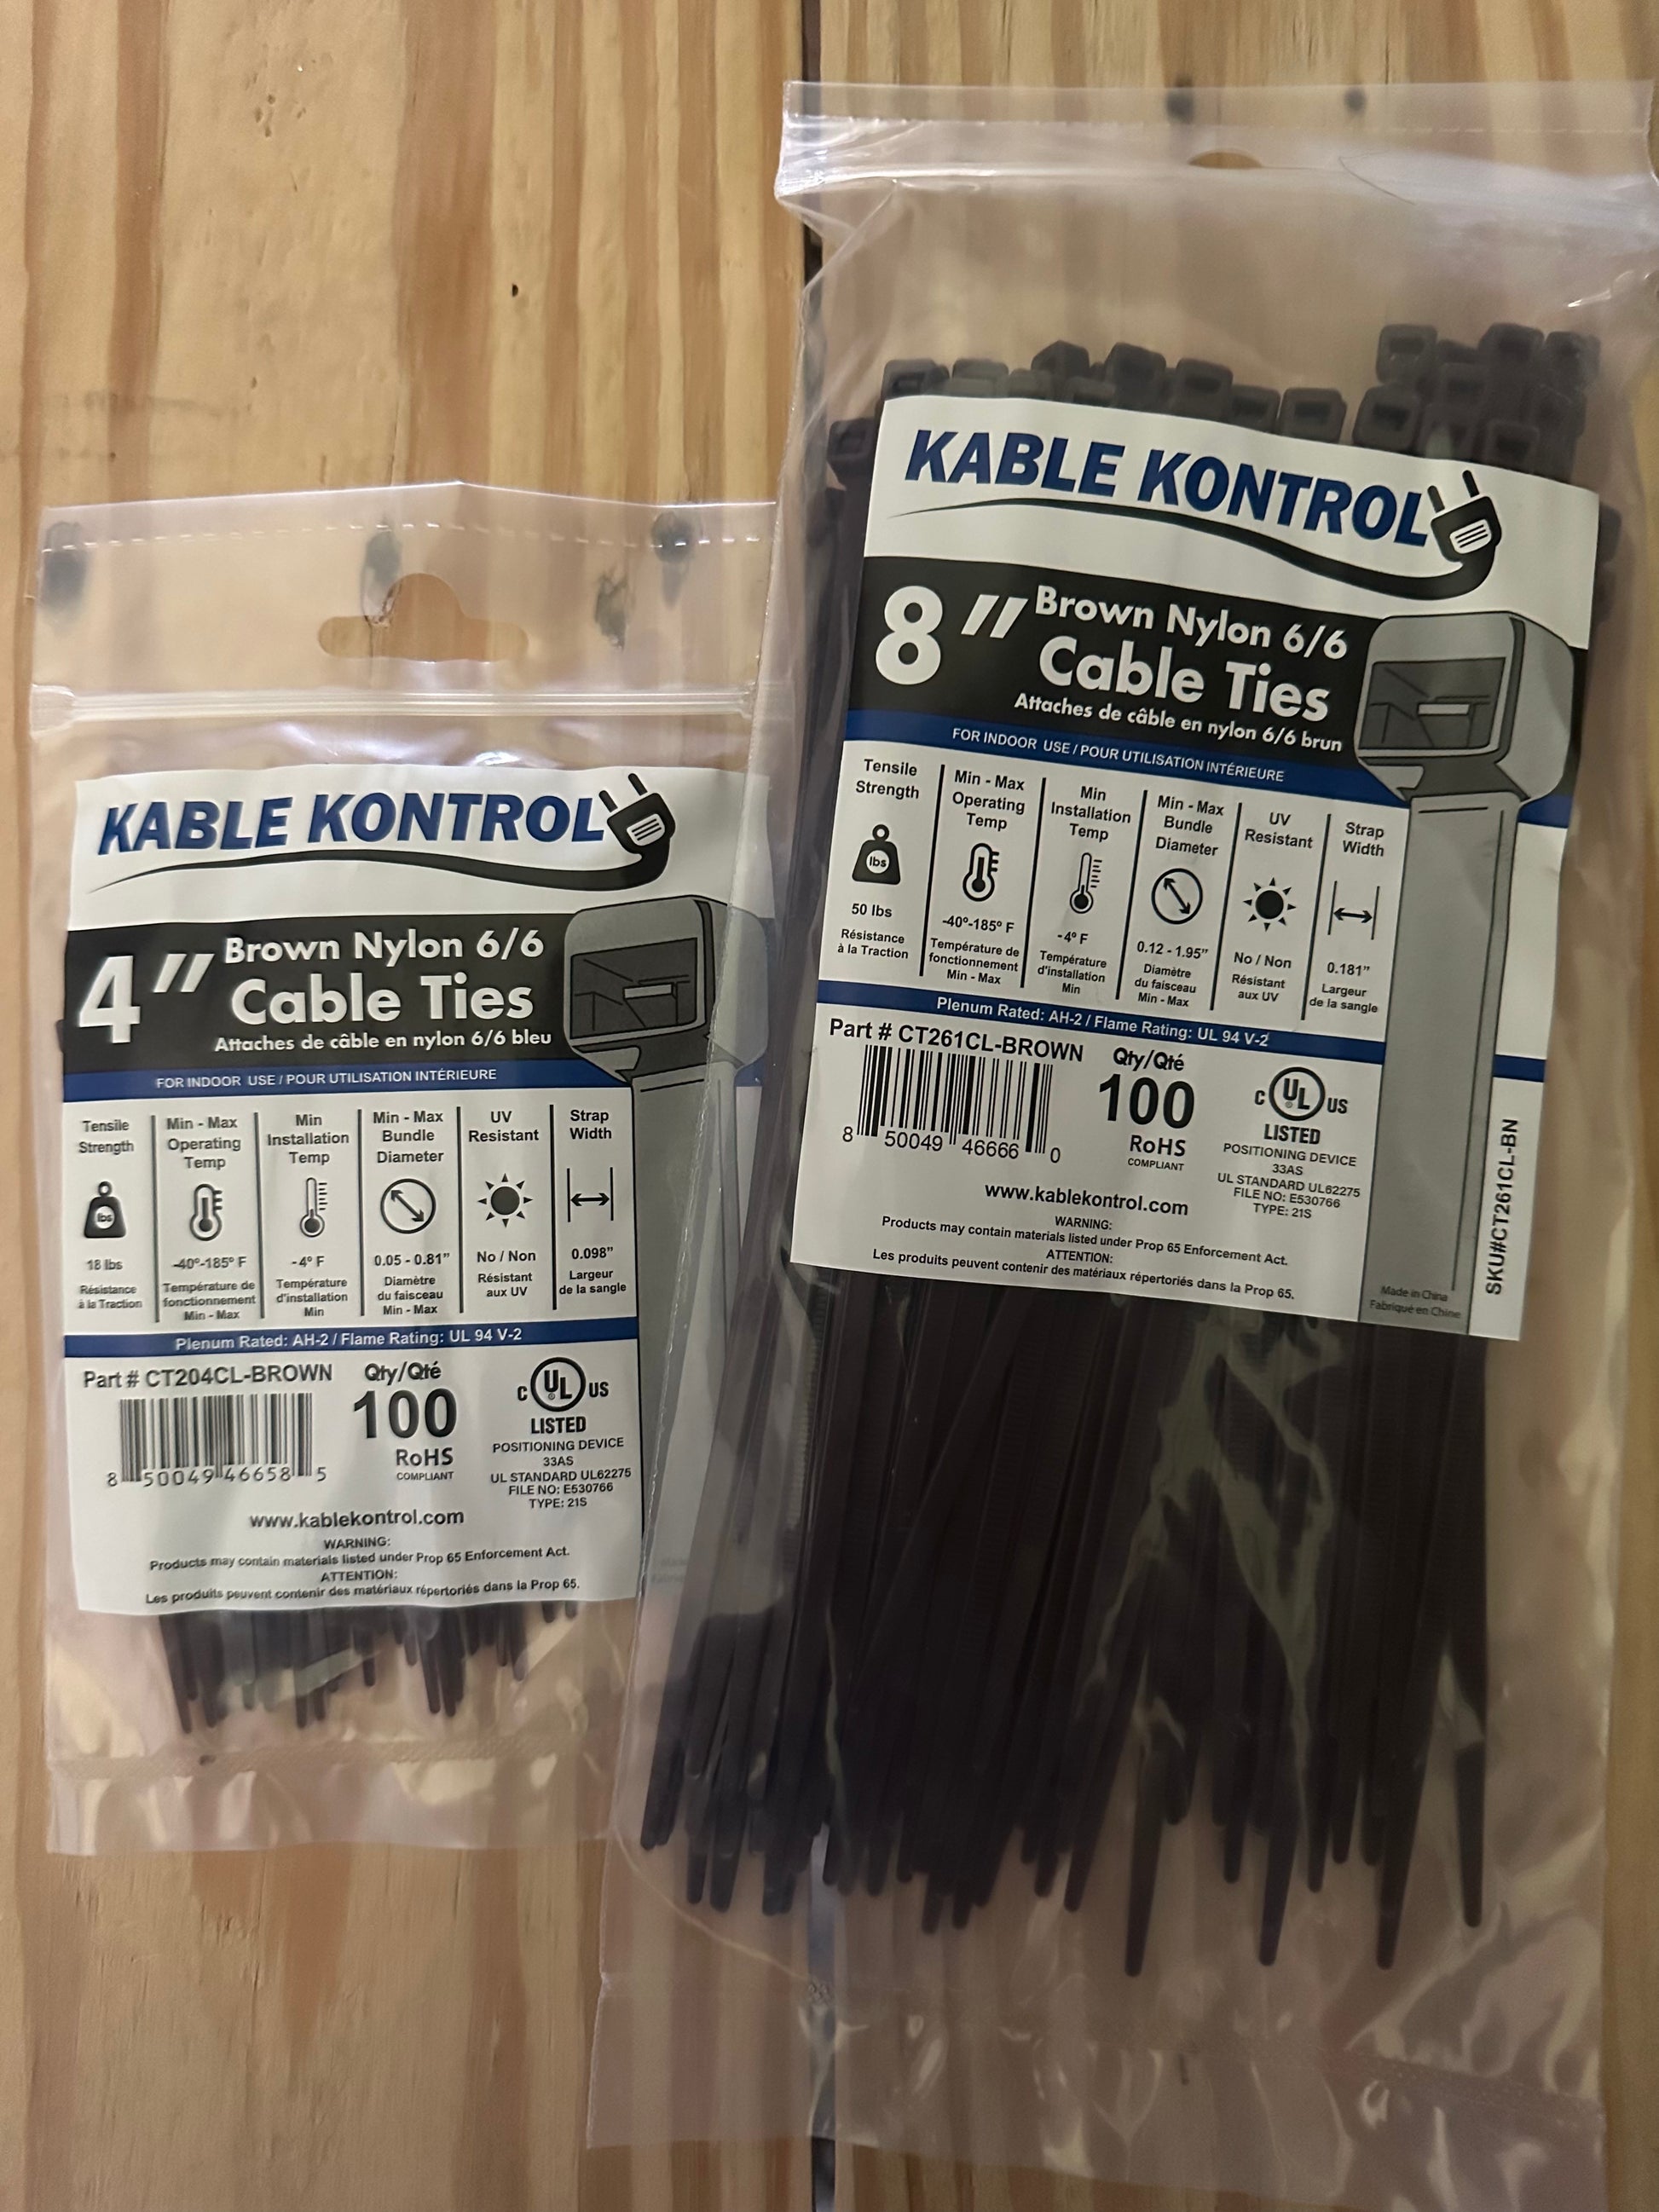 KABLE KONTROL
4"
Brown Nylon 6/6
Cable Ties
Attaches de câble en nylon 6/6 bleu
FOR INDOOR USE / POUR UTILISATION INTÉRIEURE
Tensile Strength
lbs
18 lbs
Résistance
à la Traction
Min - Max
Operating
Temp
-40º-185º F
Température de
fonctionnement
Min - Max
Min
Installation
Temp
-4º F
Température
d'installation
Min
Min - Max
Bundle
Diameter
0.05 - 0.81"
Diamètre
du faisceau
Min - Max
UV
Resistant
No / Non
Résistant
aux UV
Strap
Width
0.098"
Largeur
de la sangle
Plenum Rated: AH-2 / Flame Rating: UL 94 V-2
Part # CT204CL-BROWN
8 50049 46658 5
Qty/Qté
100
RoHS
COMPLIANT
c UL US
LISTED
POSITIONING DEVICE
33AS
UL STANDARD UL62275
FILE NO: E530766
TYPE: 21S
www.kablekontrol.com
WARNING:
Products may contain materials listed under Prop 65 Enforcement Act.
ATTENTION:
Les produits peuvent contenir des matériaux répertoriés dans la Prop 65.
KABLE KONTROL
8"
Brown Nylon 6/6
Cable Ties
Attaches de câble en nylon 6/6 brun
FOR INDOOR USE / POUR UTILISATION INTÉRIEURE
Tensile
Strength
lbs
50 lbs
Résistance
à la Traction
Min - Max
Operating
Temp
-40º-185º F
Température de
fonctionnement
Min - Max
Min
Installation
Temp
-4º F
Température
d'installation
Min
Min - Max
Bundle
Diameter
0.12 - 1.95"
Diamètre
du faisceau
Min - Max
UV
Resistant
No / Non
Résistant
aux UV
Strap
Width
0.181"
Largeur
de la sangle
Plenum Rated: AH-2 / Flame Rating: UL 94 V-2
Part # CT261CL-BROWN
8 50049 46666 0
Qty/Qté
100
RoHS
COMPLIANT
c UL US
LISTED
POSITIONING DEVICE
33AS
UL STANDARD UL62275
FILE NO: E530766
TYPE: 21S
www.kablekontrol.com
WARNING:
Products may contain materials listed under Prop 65 Enforcement Act.
ATTENTION:
Les produits peuvent contenir des matériaux répertoriés dans la Prop 65.
Made in China
Fabriqué en Chine
SKU#CT261CL-BN